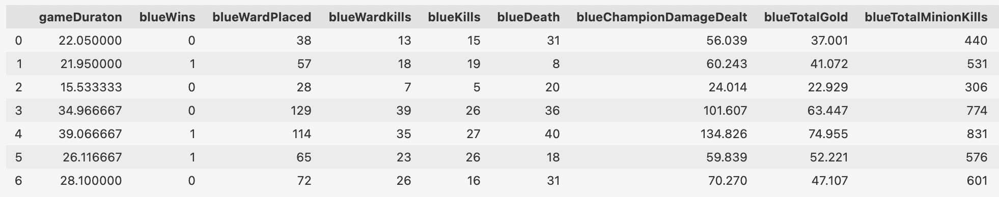 gameDuraton blueWins blueWardPlaced blueWardkills blueKills blueDeath blueChampionDamageDealt blueTotalGold blueTotalMinionKills
0 22.050000 0 38 13 15 31 56.039 37.001 440
1 21.950000 1 57 18 19 8 60.243 41.072 531
2 15.533333 0 28 7 5 20 24.014 22.929 306
3 34.966667 0 129 39 26 36 101.607 63.447 774
4 39.066667 1 114 35 27 40 134.826 74.955 831
5 26.116667 1 65 23 26 18 59.839 52.221 576
6 28.100000 0 72 26 16 31 70.270 47.107 601